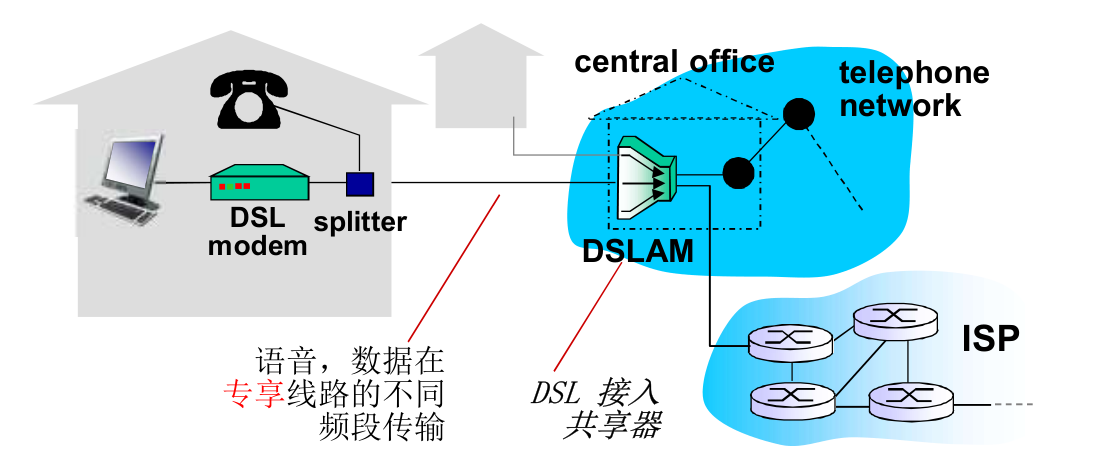 central office
telephone
network
DSL
modem
splitter
DSLAM
ISP
语音，数据在
专享线路的不同
频段传输
DSL 接入
共享器